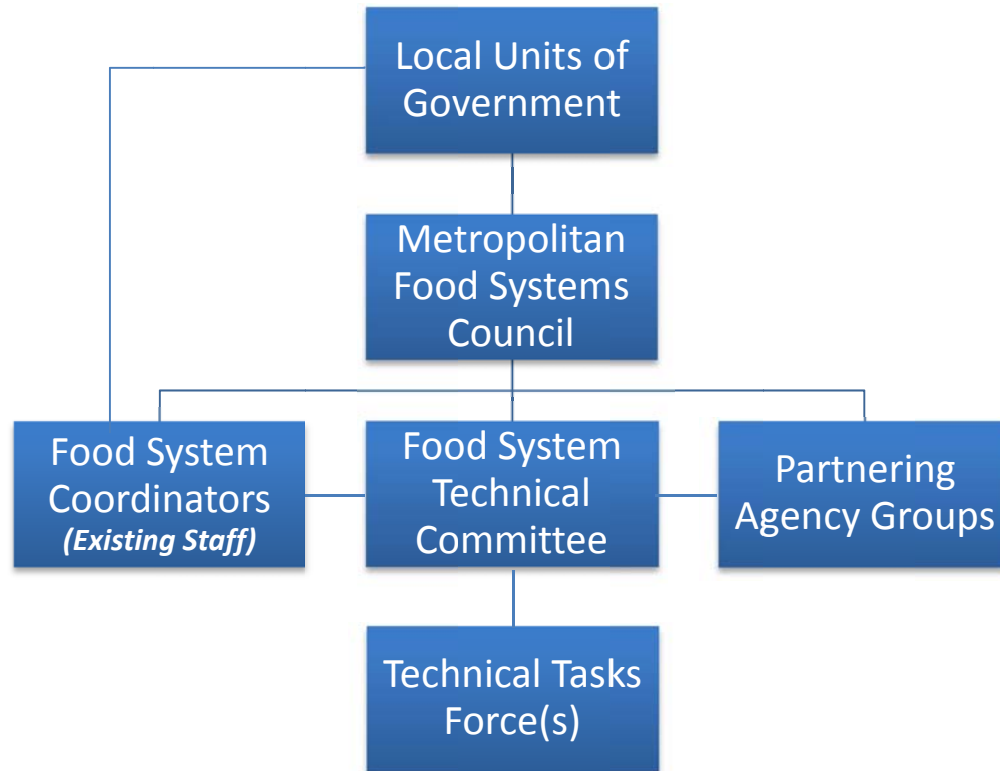 Local Units of
Government
Metropolitan
Food Systems
Council
Food System
Coordinators
(Existing Staff)
Food System
Technical
Committee
Partnering
Agency Groups
Technical Tasks
Force(s)